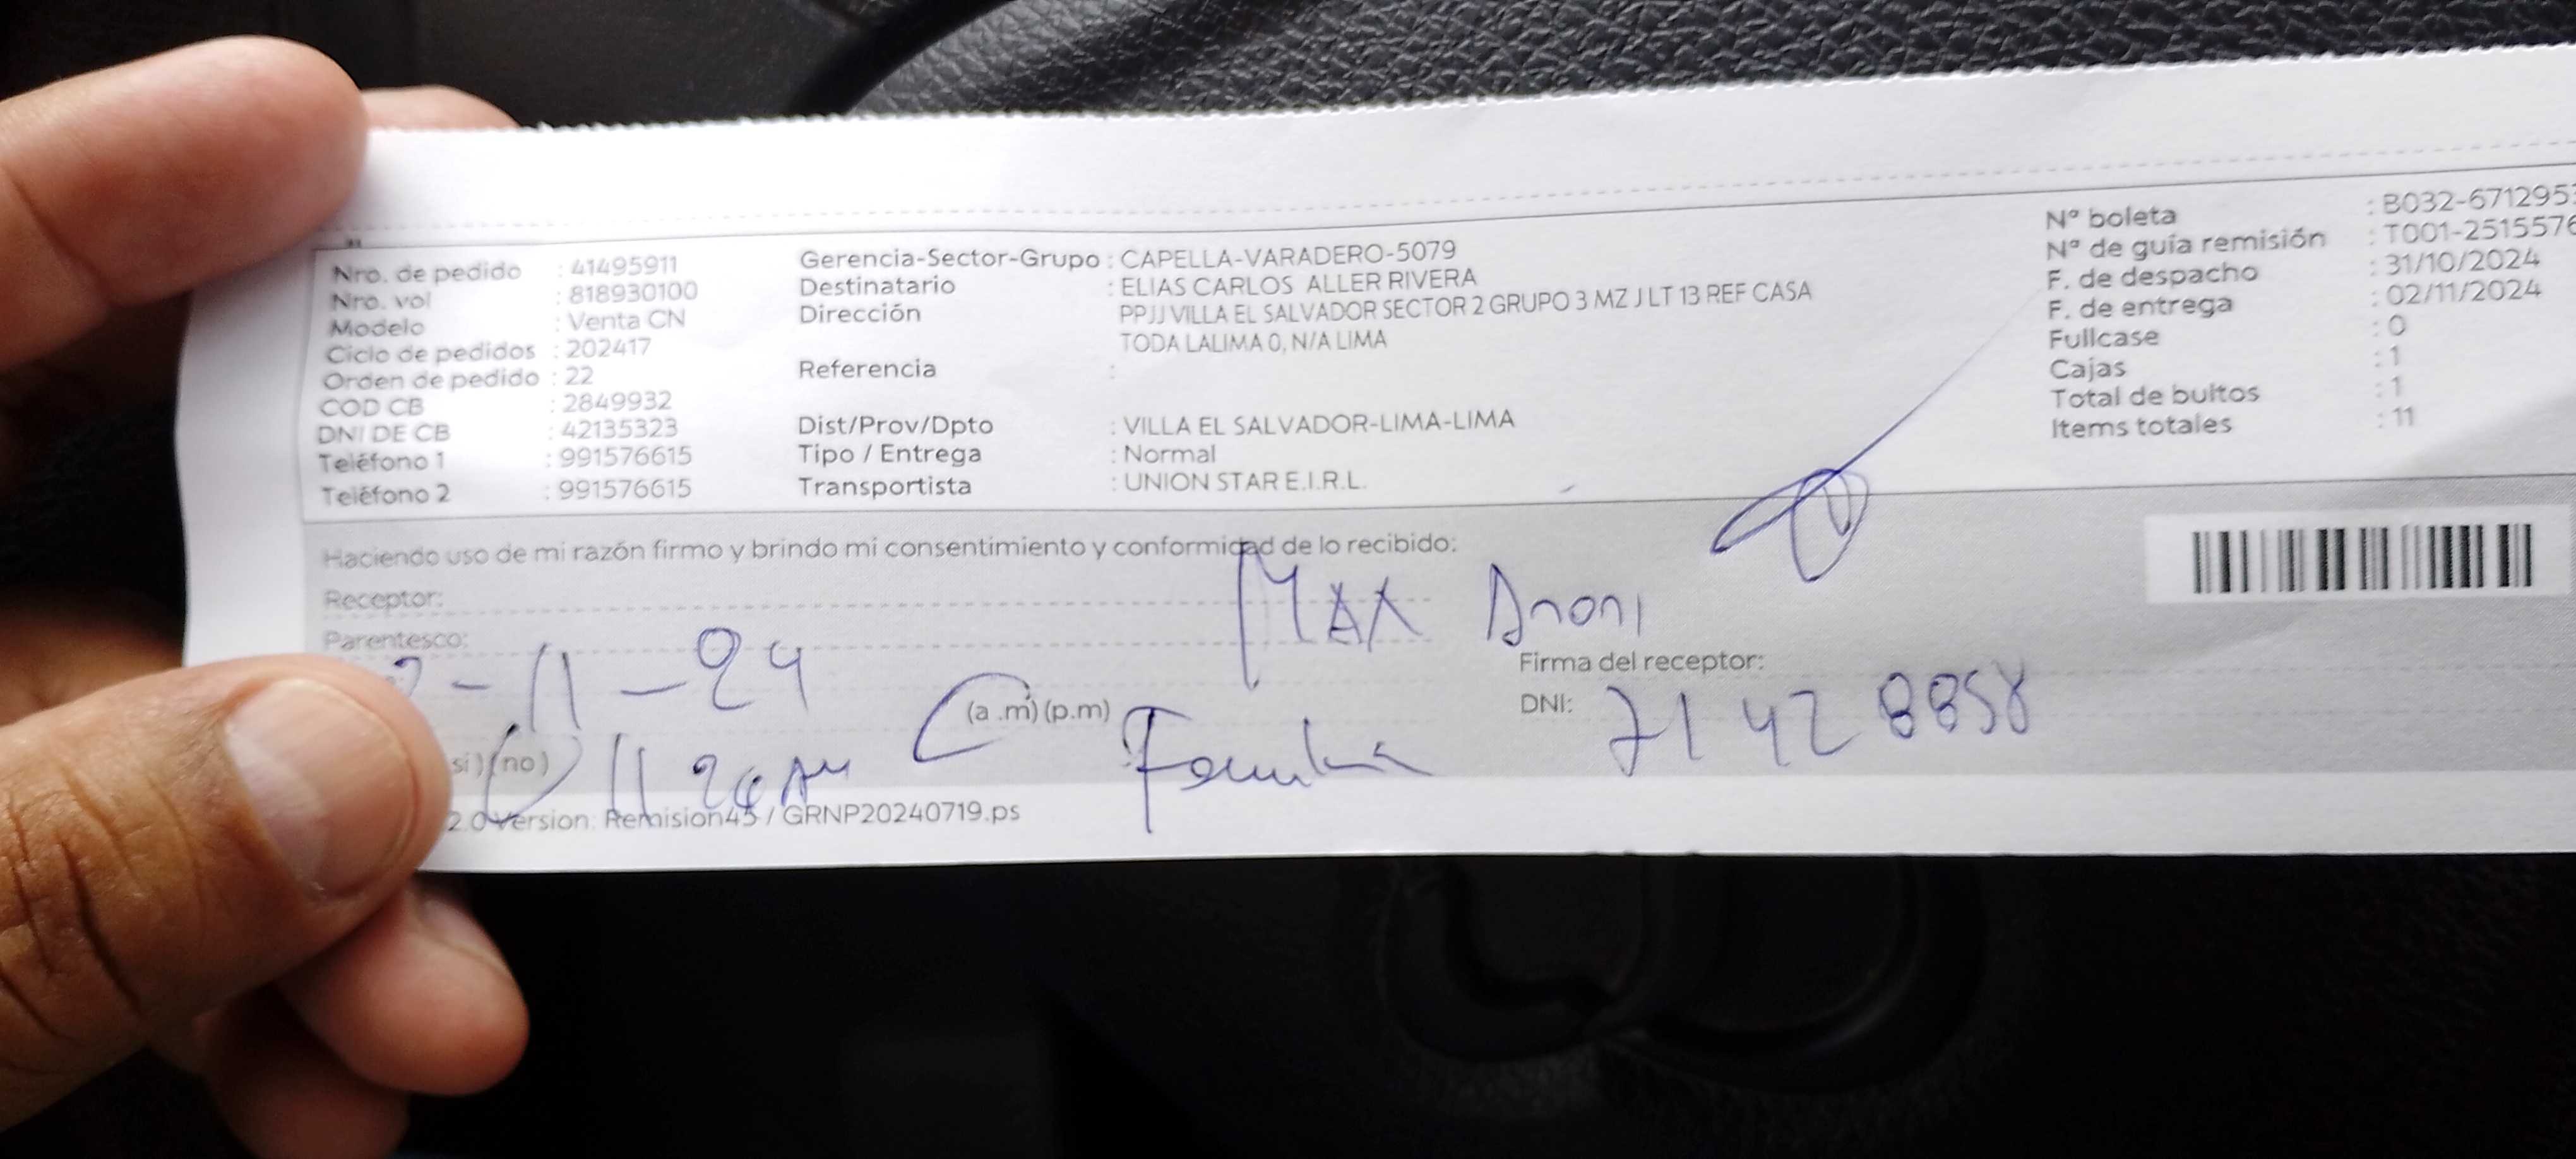 Nro. de pedido : 41495911
Nro. vol : 818930100
Modelo : Venta CN
Ciclo de pedidos : 202417
Orden de pedido : 22
COD CB : 2849932
DNI DE CB : 42135323
Teléfono 1 : 991576615
Teléfono 2 : 991576615
Gerencia-Sector-Grupo : CAPELLA-VARADERO-5079
Destinatario : ELIAS CARLOS ALLER RIVERA
Dirección PPJJ VILLA EL SALVADOR SECTOR 2 GRUPO 3 MZ J LT 13 REF CASA
TODA LALIMA 0, N/A LIMA
Referencia :
Dist/Prov/Dpto : VILLA EL SALVADOR-LIMA-LIMA
Tipo / Entrega : Normal
Transportista : UNION STAR E.I.R.L.
N° boleta : B032-671295
N° de guía remisión : T001-2515576
F. de despacho : 31/10/2024
F. de entrega : 02/11/2024
Fullcase : 0
Cajas : 1
Total de bultos : 1
Items totales : 11
Haciendo uso de mi razón firmo y brindo mi consentimiento y conformidad de lo recibido:
Receptor: MAX
Parentesco:
Firma del receptor:
2-11-24
(a .m) (p.m)
DNI: 71428858
si) (no) 11 26 AM
2.0 Version: Remision45 / GRNP20240719.ps